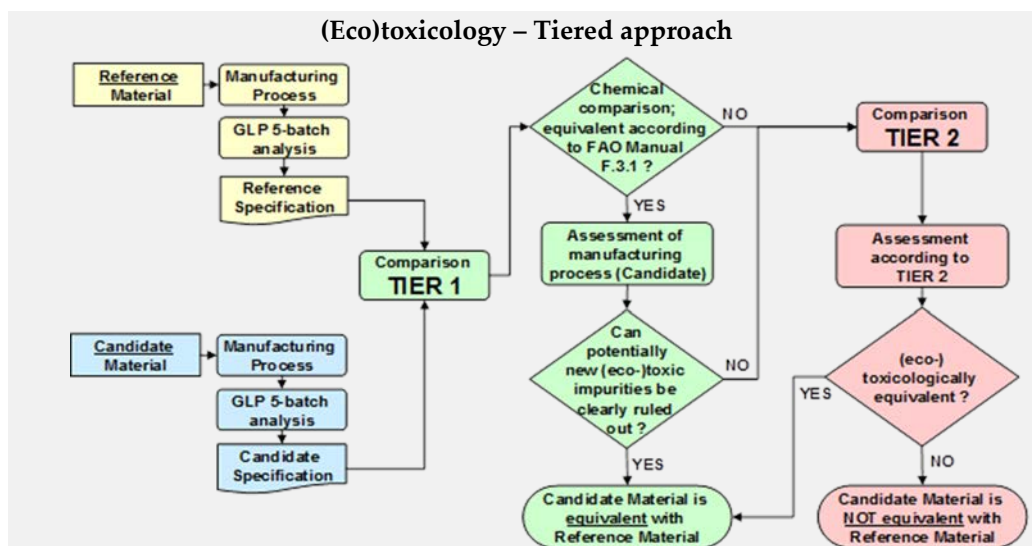 (Eco)toxicology – Tiered approach
Reference
Material
Manufacturing
Process
GLP 5-batch
analysis
Reference
Specification
Candidate
Material
Manufacturing
Process
GLP 5-batch
analysis
Candidate
Specification
Comparison
TIER 1
Chemical
comparison;
equivalent according
to FAO Manual
F.3.1 ?
NO
YES
Assessment of
manufacturing
process (Candidate)
Can
potentially
new (eco-)toxic
impurities be
clearly ruled
out ?
NO
YES
Candidate Material is
equivalent with
Reference Material
Comparison
TIER 2
Assessment
according to
TIER 2
(eco-)
toxicologically
equivalent ?
YES
NO
Candidate Material is
NOT equivalent with
Reference Material